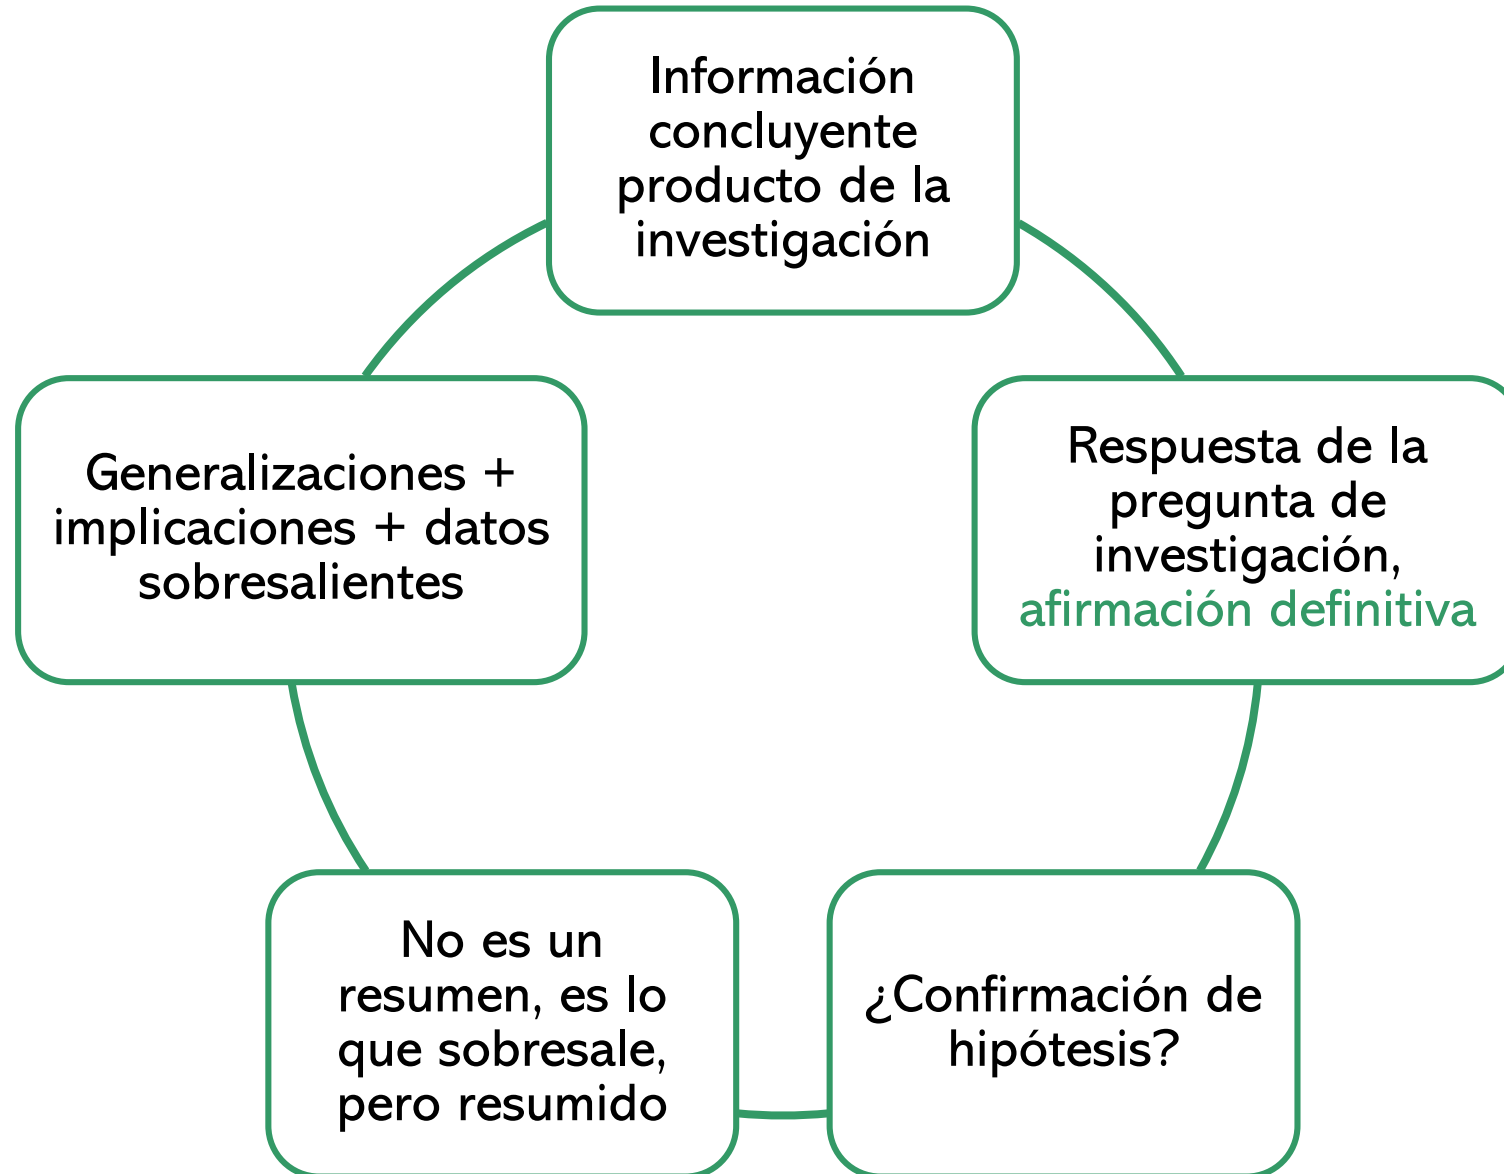 Información
concluyente
producto de la
investigación
Respuesta de la
pregunta de
investigación,
afirmación definitiva
¿Confirmación de
hipótesis?
No es un
resumen, es lo
que sobresale,
pero resumido
Generalizaciones +
implicaciones + datos
sobresalientes